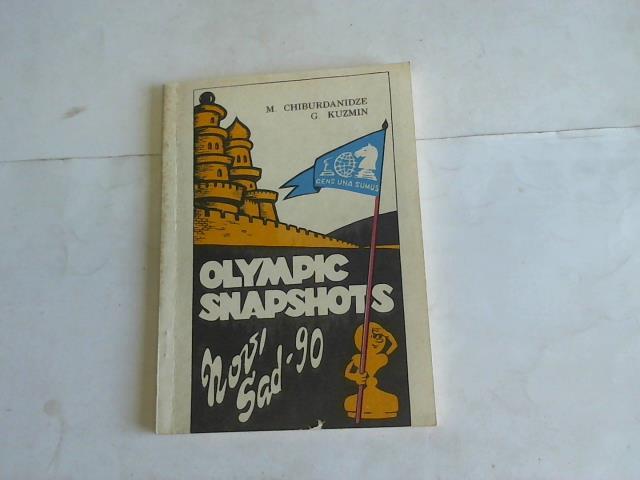 M. CHIBURDANIDZE
G. KUZMIN
GENS UNA SUMUS
OLYMPIC
SNAPSHOTS
Novi
Sad-90